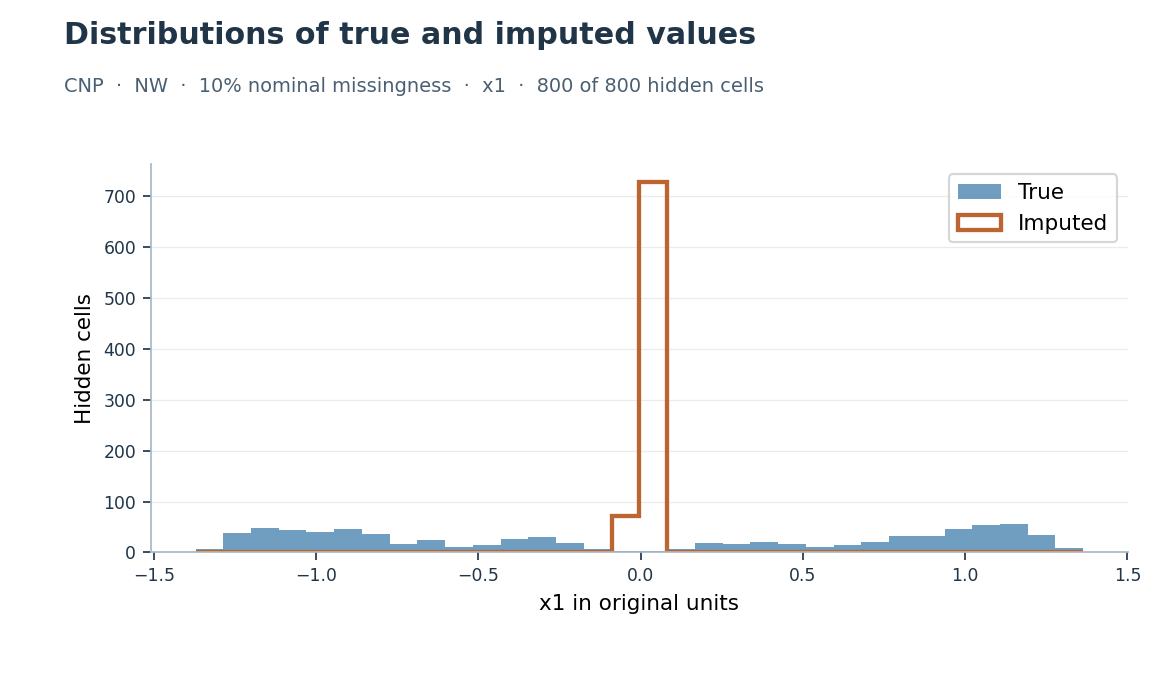 Distributions of true and imputed values
CNP · NW · 10% nominal missingness · x1 · 800 of 800 hidden cells
True
Imputed
Hidden cells
700
600
500
400
300
200
100
0
−1.5 −1.0 −0.5 0.0 0.5 1.0 1.5
x1 in original units